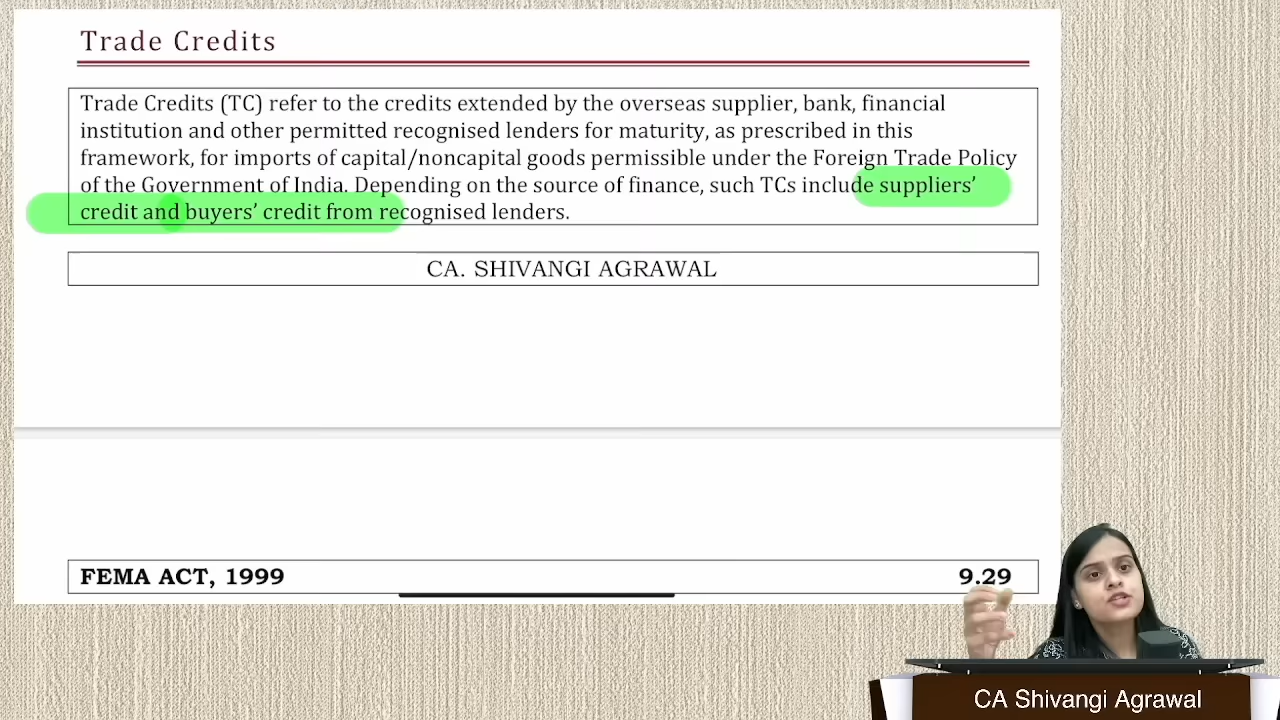 Trade Credits
Trade Credits (TC) refer to the credits extended by the overseas supplier, bank, financial
institution and other permitted recognised lenders for maturity, as prescribed in this
framework, for imports of capital/noncapital goods permissible under the Foreign Trade Policy
of the Government of India. Depending on the source of finance, such TCs include suppliers’
credit and buyers’ credit from recognised lenders.
CA. SHIVANGI AGRAWAL
FEMA ACT, 1999 9.29
CA Shivangi Agrawal